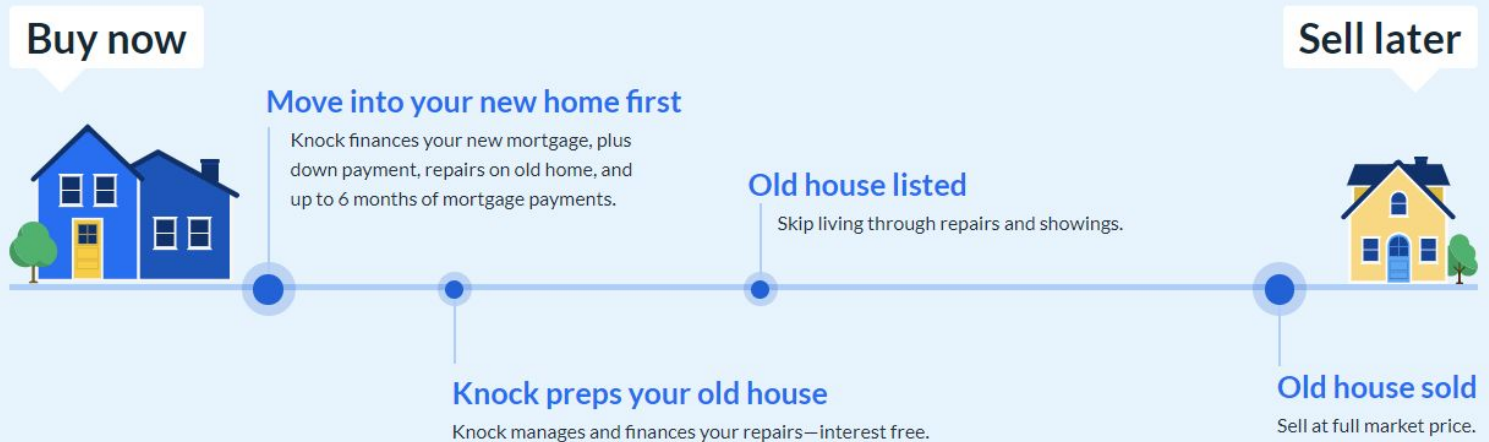 Buy now
Sell later
Move into your new home first
Knock finances your new mortgage, plus
down payment, repairs on old home, and
up to 6 months of mortgage payments.
Old house listed
Skip living through repairs and showings.
Knock preps your old house
Knock manages and finances your repairs—interest free.
Old house sold
Sell at full market price.